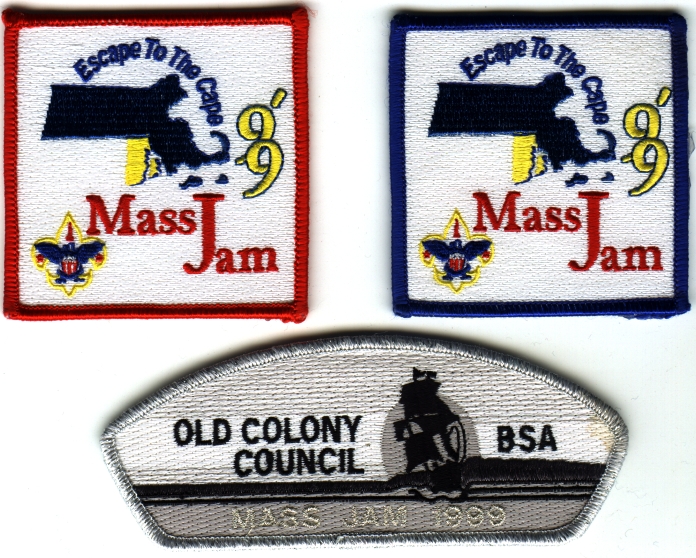 Escape To The Cape
'99
Mass
Jam
Escape To The Cape
'99
Mass
Jam
OLD COLONY
COUNCIL
BSA
MASS JAM 1999